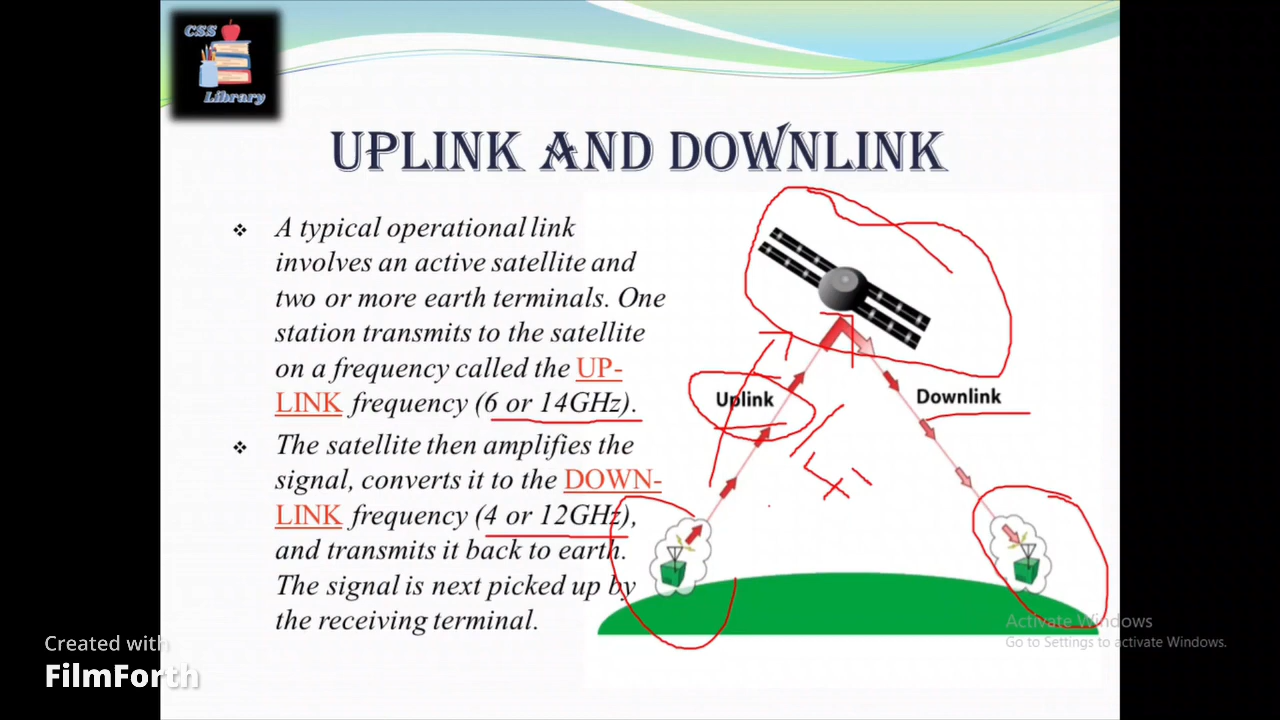 CSS
Library
UPLINK AND DOWNLINK
A typical operational link
involves an active satellite and
two or more earth terminals. One
station transmits to the satellite
on a frequency called the UP-
LINK frequency (6 or 14GHz).
The satellite then amplifies the
signal, converts it to the DOWN-
LINK frequency (4 or 12GHz),
and transmits it back to earth.
The signal is next picked up by
the receiving terminal.
Uplink
Downlink
Activate Windows
Go to Settings to activate Windows.
Created with
FilmForth